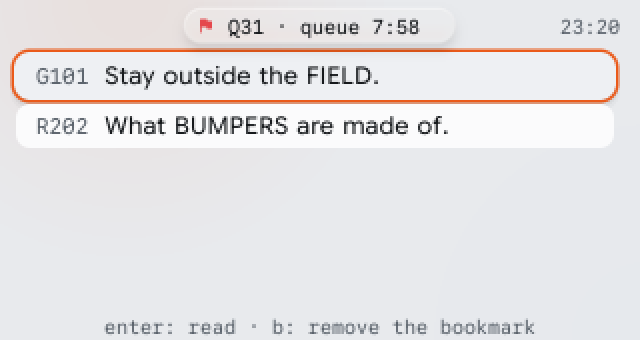 Q31 · queue 7:58
23:20
G101 Stay outside the FIELD.
R202 What BUMPERS are made of.
enter: read · b: remove the bookmark